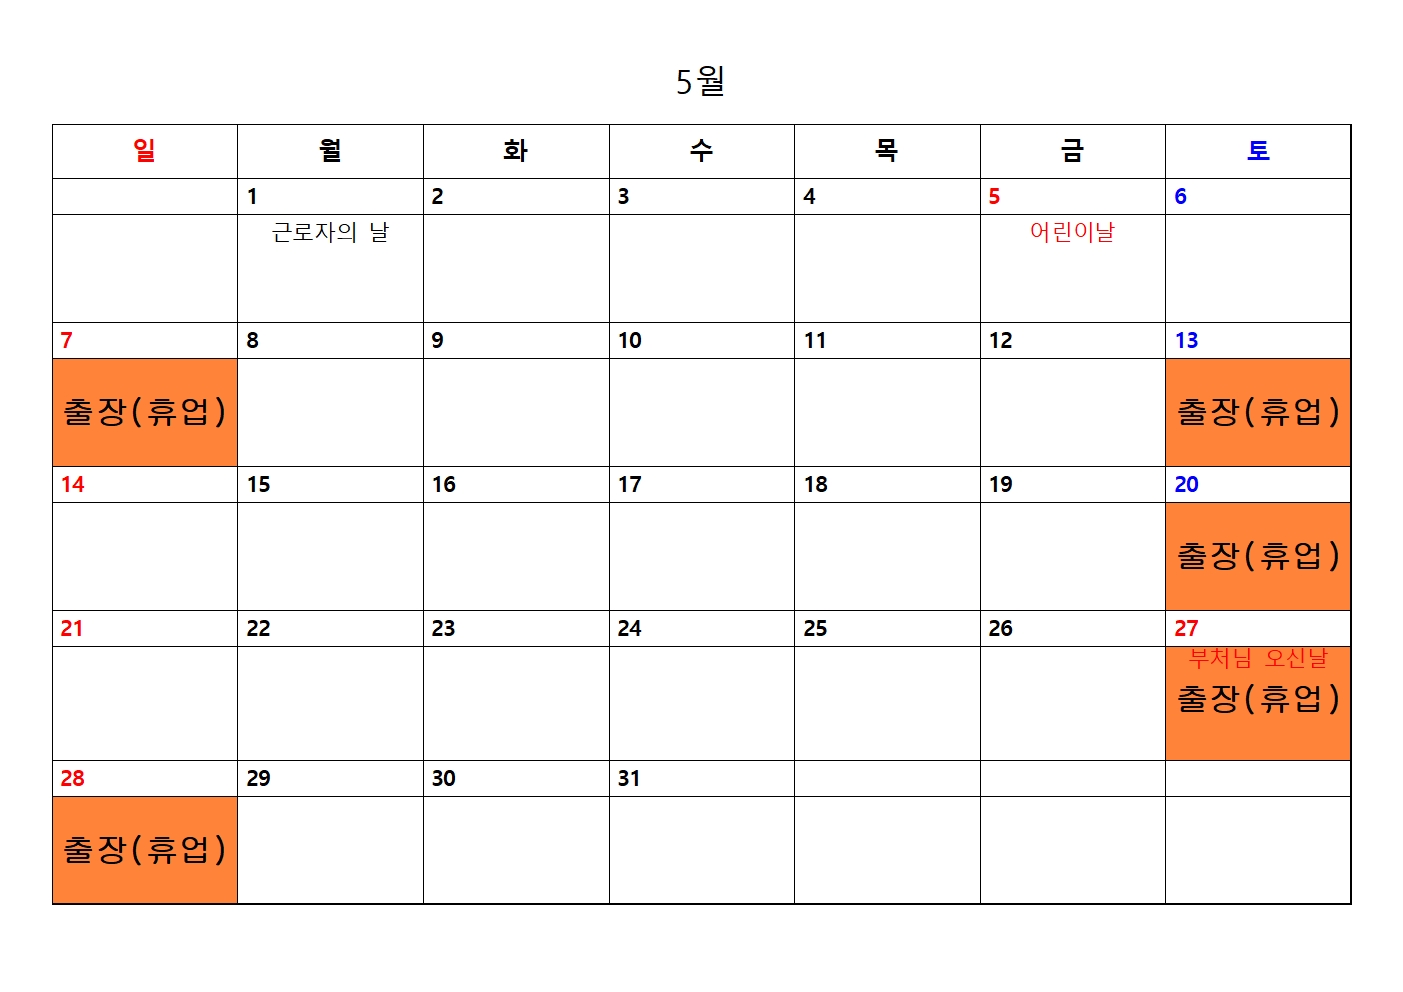 5월
일 월 화 수 목 금 토
1 2 3 4 5 6
근로자의 날 어린이날
7 8 9 10 11 12 13
출장(휴업) 출장(휴업)
14 15 16 17 18 19 20
출장(휴업)
21 22 23 24 25 26 27
부처님 오신날
출장(휴업)
28 29 30 31
출장(휴업)